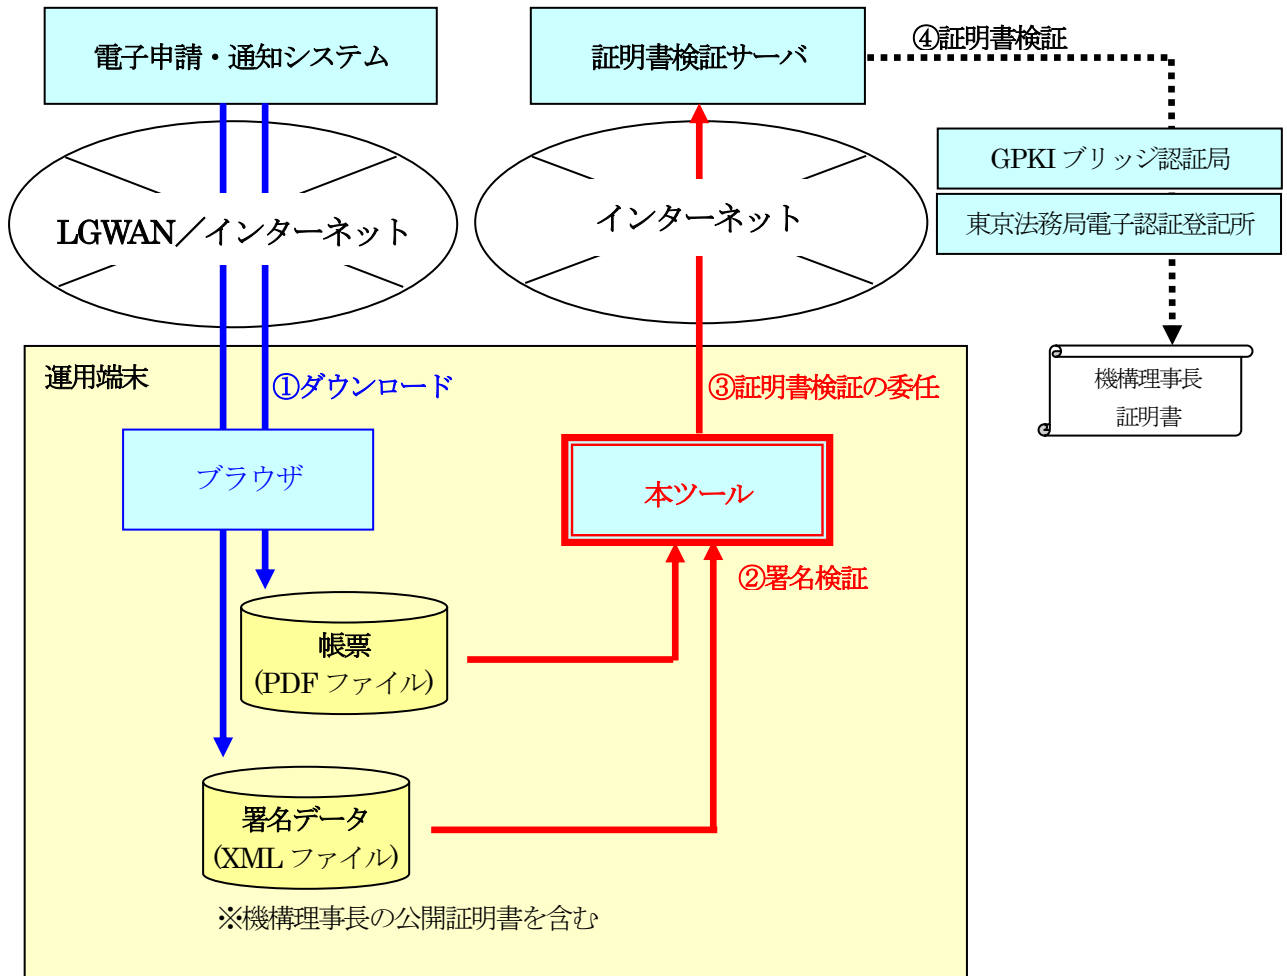 電子申請・通知システム
証明書検証サーバ
④証明書検証
GPKI ブリッジ認証局
東京法務局電子認証登記所
LGWAN／インターネット
インターネット
機構理事長
証明書
運用端末
①ダウンロード
③証明書検証の委任
ブラウザ
本ツール
②署名検証
帳票
(PDF ファイル)
署名データ
(XML ファイル)
※機構理事長の公開証明書を含む